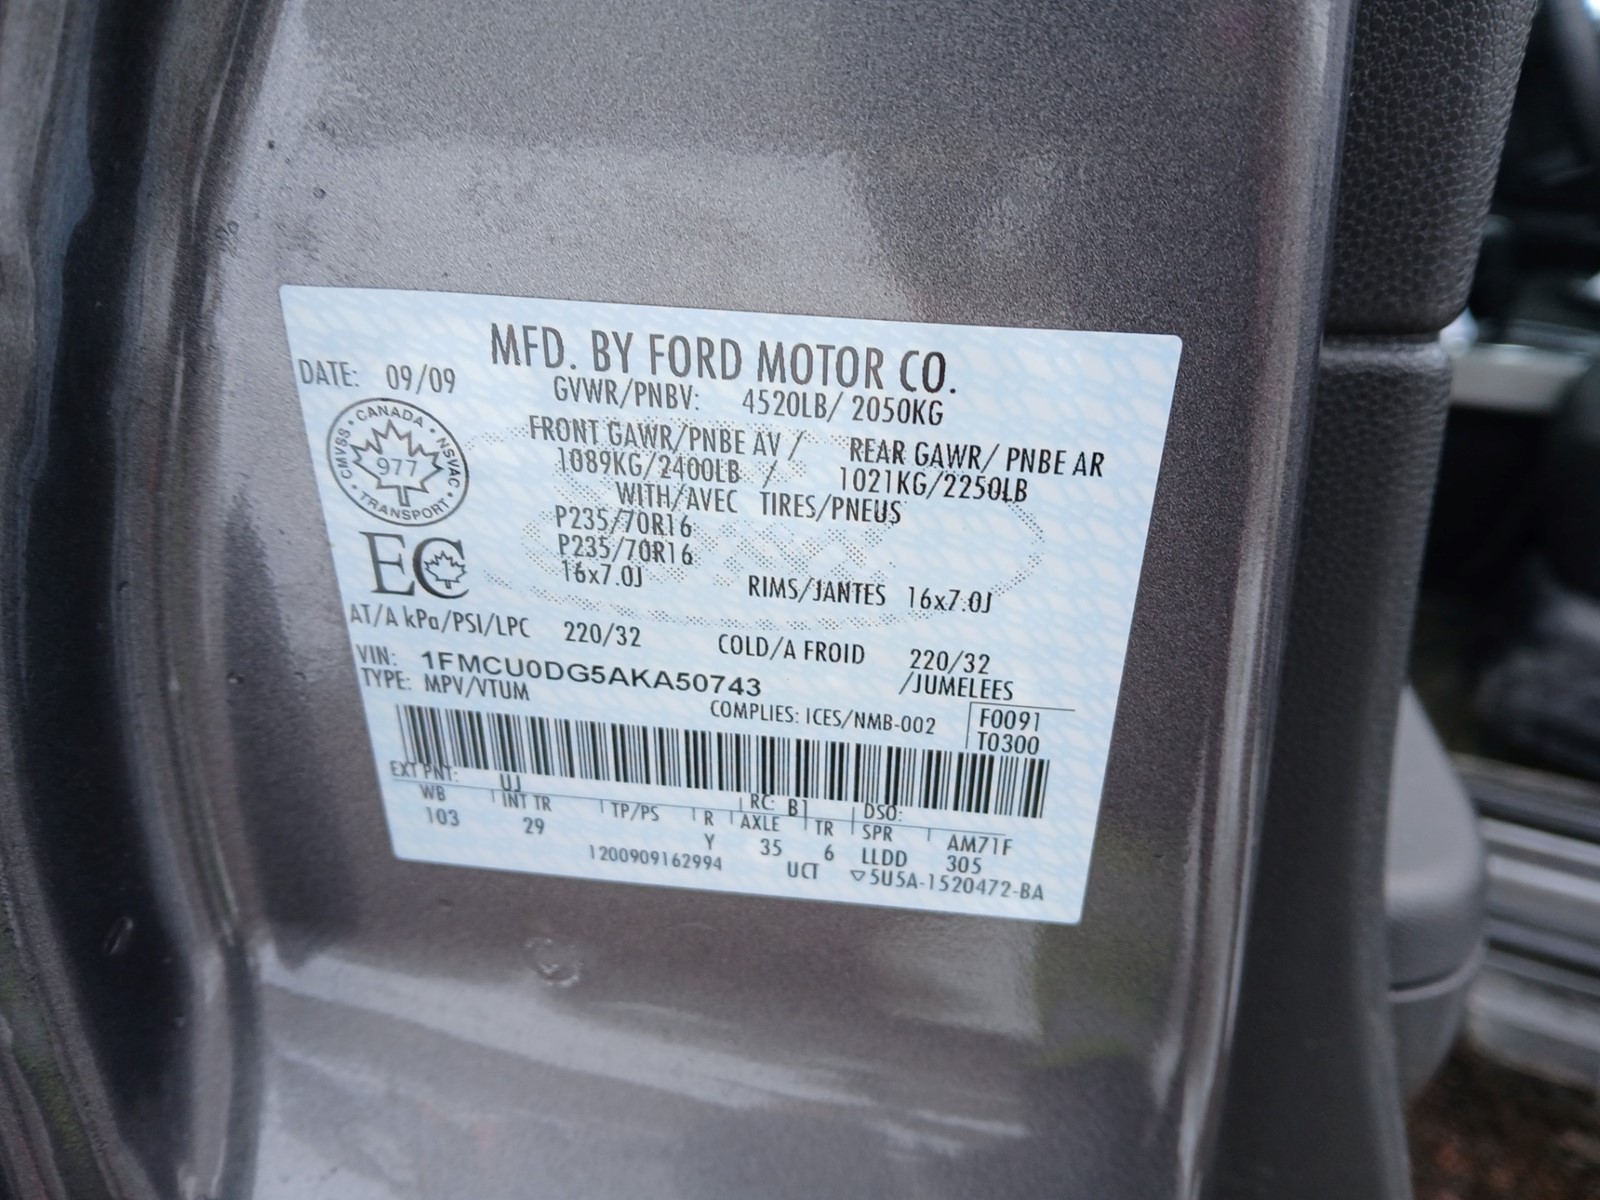 MFD. BY FORD MOTOR CO.
DATE: 09/09
GVWR/PNBV: 4520LB/ 2050KG
FRONT GAWR/PNBE AV / REAR GAWR/ PNBE AR
1089KG/2400LB / 1021KG/2250LB
WITH/AVEC TIRES/PNEUS
P235/70R16
P235/70R16
16x7.0J RIMS/JANTES 16x7.0J
CANADA
CMVSS • NSVAC
977
TRANSPORT
EC
AT/A kPa/PSI/LPC 220/32 COLD/A FROID 220/32
VIN: 1FMCU0DG5AKA50743 /JUMELEES
TYPE: MPV/VTUM
COMPLIES: ICES/NMB-002
F0091
T0300
EXT PNT: UJ RC: B1 DSO:
WB INT TR TP/PS R AXLE TR SPR AM71F
103 29 Y 35 6 LLDD 305
1200909162994 UCT ▽5U5A-1520472-BA